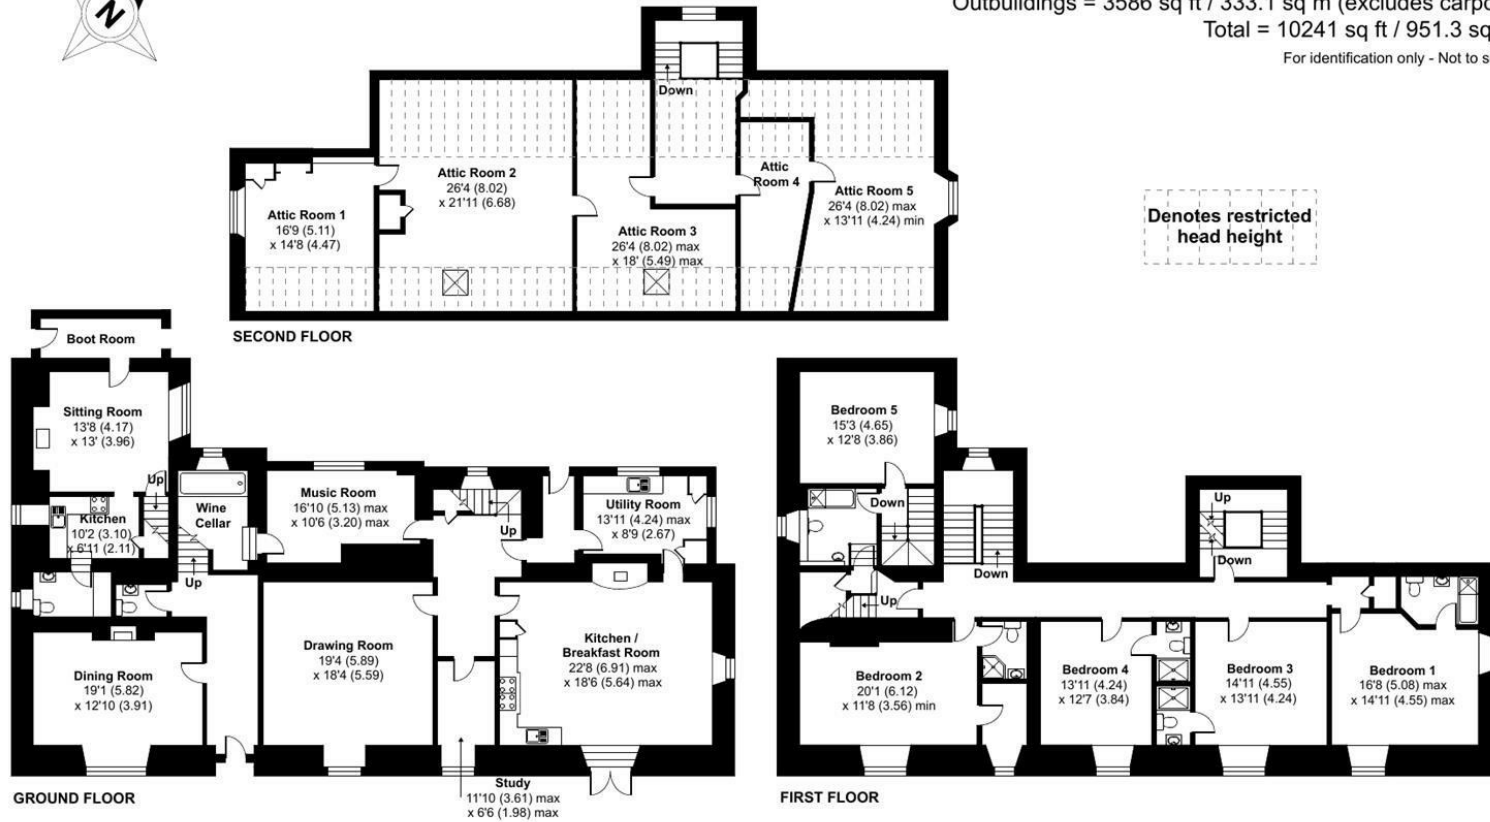 N
Outbuildings = 3586 sq ft / 333.1 sq m (excludes carpo
Total = 10241 sq ft / 951.3 sq
For identification only - Not to s
Down
Attic Room 1
16'9 (5.11)
x 14'8 (4.47)
Attic Room 2
26'4 (8.02)
x 21'11 (6.68)
Attic Room 3
26'4 (8.02) max
x 18' (5.49) max
Attic
Room 4
Attic Room 5
26'4 (8.02) max
x 13'11 (4.24) min
Denotes restricted
head height
SECOND FLOOR
Boot Room
Sitting Room
13'8 (4.17)
x 13' (3.96)
Up
Kitchen
10'2 (3.10)
x 6'11 (2.11)
Wine
Cellar
Up
Music Room
16'10 (5.13) max
x 10'6 (3.20) max
Up
Utility Room
13'11 (4.24) max
x 8'9 (2.67)
Dining Room
19'1 (5.82)
x 12'10 (3.91)
Drawing Room
19'4 (5.89)
x 18'4 (5.59)
Kitchen /
Breakfast Room
22'8 (6.91) max
x 18'6 (5.64) max
Study
11'10 (3.61) max
x 6'6 (1.98) max
GROUND FLOOR
Bedroom 5
15'3 (4.65)
x 12'8 (3.86)
Down
Up
Down
Up
Down
Bedroom 2
20'1 (6.12)
x 11'8 (3.56) min
Bedroom 4
13'11 (4.24)
x 12'7 (3.84)
Bedroom 3
14'11 (4.55)
x 13'11 (4.24)
Bedroom 1
16'8 (5.08) max
x 14'11 (4.55) max
FIRST FLOOR